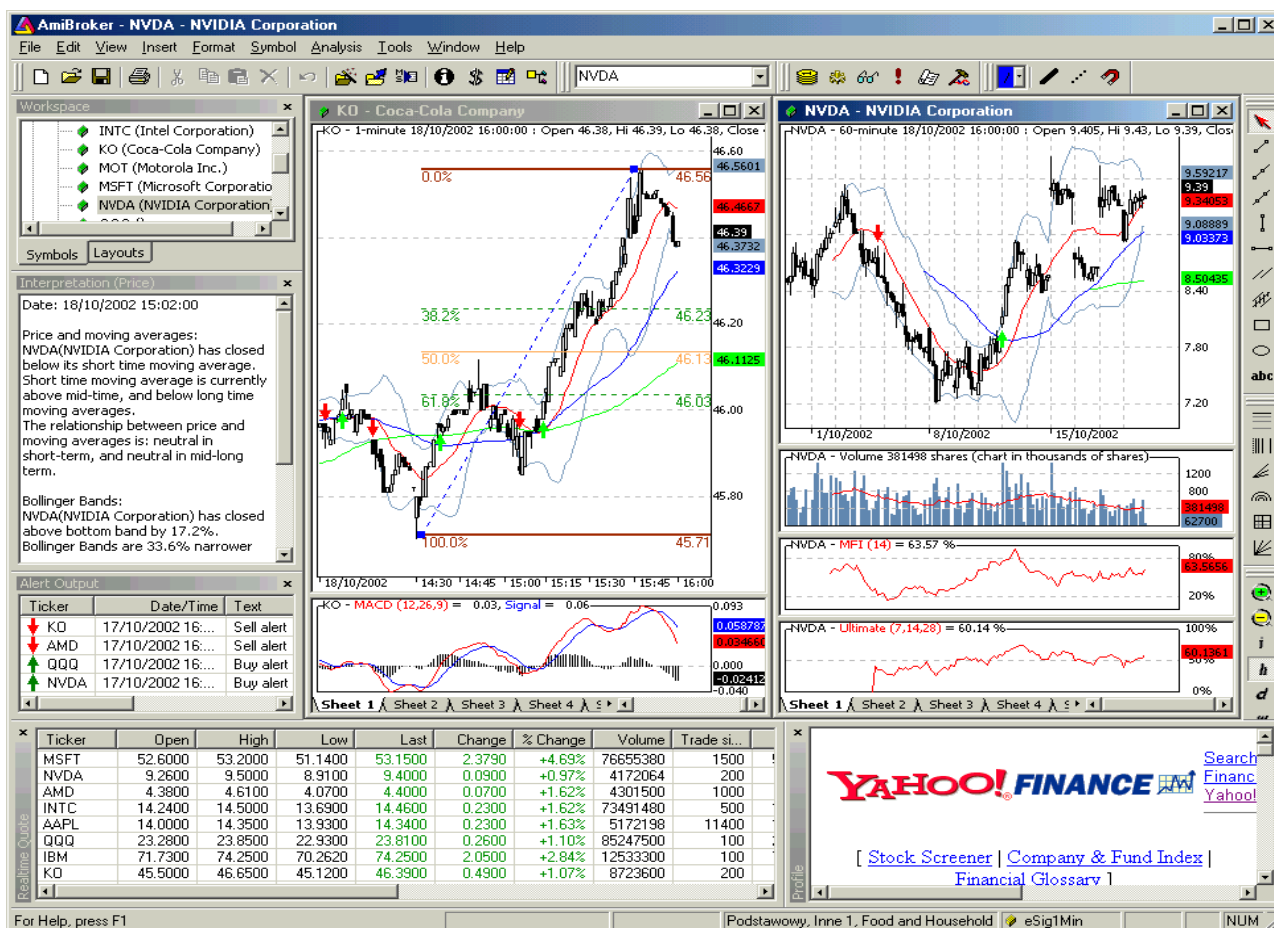 AmiBroker - NVDA - NVIDIA Corporation
File Edit View Insert Format Symbol Analysis Tools Window Help
NVDA
Workspace
INTC (Intel Corporation)
KO (Coca-Cola Company)
MOT (Motorola Inc.)
MSFT (Microsoft Corporatio
NVDA (NVIDIA Corporation)
Symbols Layouts
Interpretation (Price)
Date: 18/10/2002 15:02:00
Price and moving averages:
NVDA(NVIDIA Corporation) has closed
below its short time moving average.
Short time moving average is currently
above mid-time, and below long time
moving averages.
The relationship between price and
moving averages is: neutral in
short-term, and neutral in mid-long
term.
Bollinger Bands:
NVDA(NVIDIA Corporation) has closed
above bottom band by 17.2%.
Bollinger Bands are 33.6% narrower
Alert Output
Ticker Date/Time Text
KO 17/10/2002 16:... Sell alert
AMD 17/10/2002 16:... Sell alert
QQQ 17/10/2002 16:... Buy alert
NVDA 17/10/2002 16:... Buy alert
KO - Coca-Cola Company
KO - 1-minute 18/10/2002 16:00:00 : Open 46.38, Hi 46.39, Lo 46.38, Close
46.60
46.5601
0.0% 46.56
46.4667
46.39
46.3732
46.3229
38.2% 46.23
46.20
50.0% 46.13
46.1125
61.8% 46.03
46.00
45.80
100.0% 45.71
18/10/2002 14:30 14:45 15:00 15:15 15:30 15:45 16:00
KO - MACD (12,26,9) = 0.03, Signal = 0.06
0.093
0.058787
0.034660
0.000
-0.02412
-0.040
Sheet 1 Sheet 2 Sheet 3 Sheet 4
NVDA - NVIDIA Corporation
NVDA - 60-minute 18/10/2002 16:00:00 : Open 9.405, Hi 9.43, Lo 9.39, Clos
9.59217
9.39
9.34053
9.08889
9.03373
8.50435
8.40
7.80
7.20
1/10/2002 8/10/2002 15/10/2002
NVDA - Volume 381498 shares (chart in thousands of shares)
1200
800
381498
62700
NVDA - MFI (14) = 63.57 %
80%
63.5656
20%
NVDA - Ultimate (7,14,28) = 60.14 %
100%
60.1361
50%
0%
Sheet 1 Sheet 2 Sheet 3 Sheet 4
abc
i
h
d
Realtime Quote
Ticker Open High Low Last Change % Change Volume Trade si...
MSFT 52.6000 53.2000 51.1400 53.1500 2.3790 +4.69% 76655380 1500
NVDA 9.2600 9.5000 8.9100 9.4000 0.0900 +0.97% 4172064 200
AMD 4.3800 4.6100 4.0700 4.4000 0.0700 +1.62% 4301500 1000
INTC 14.2400 14.5000 13.6900 14.4600 0.2300 +1.62% 73491480 500
AAPL 14.0000 14.3500 13.9300 14.3400 0.2300 +1.63% 5172198 11400
QQQ 23.2800 23.8500 22.9300 23.8100 0.2600 +1.10% 85247500 100
IBM 71.7300 74.2500 70.2620 74.2500 2.0500 +2.84% 12533300 100
KO 45.5000 46.6500 45.1200 46.3900 0.4900 +1.07% 8723600 200
Profile
YAHOO! FINANCE
Search
Financ
Yahoo!
[ Stock Screener | Company & Fund Index |
Financial Glossary ]
For Help, press F1
Podstawowy, Inne 1, Food and Household
eSig1Min
NUM